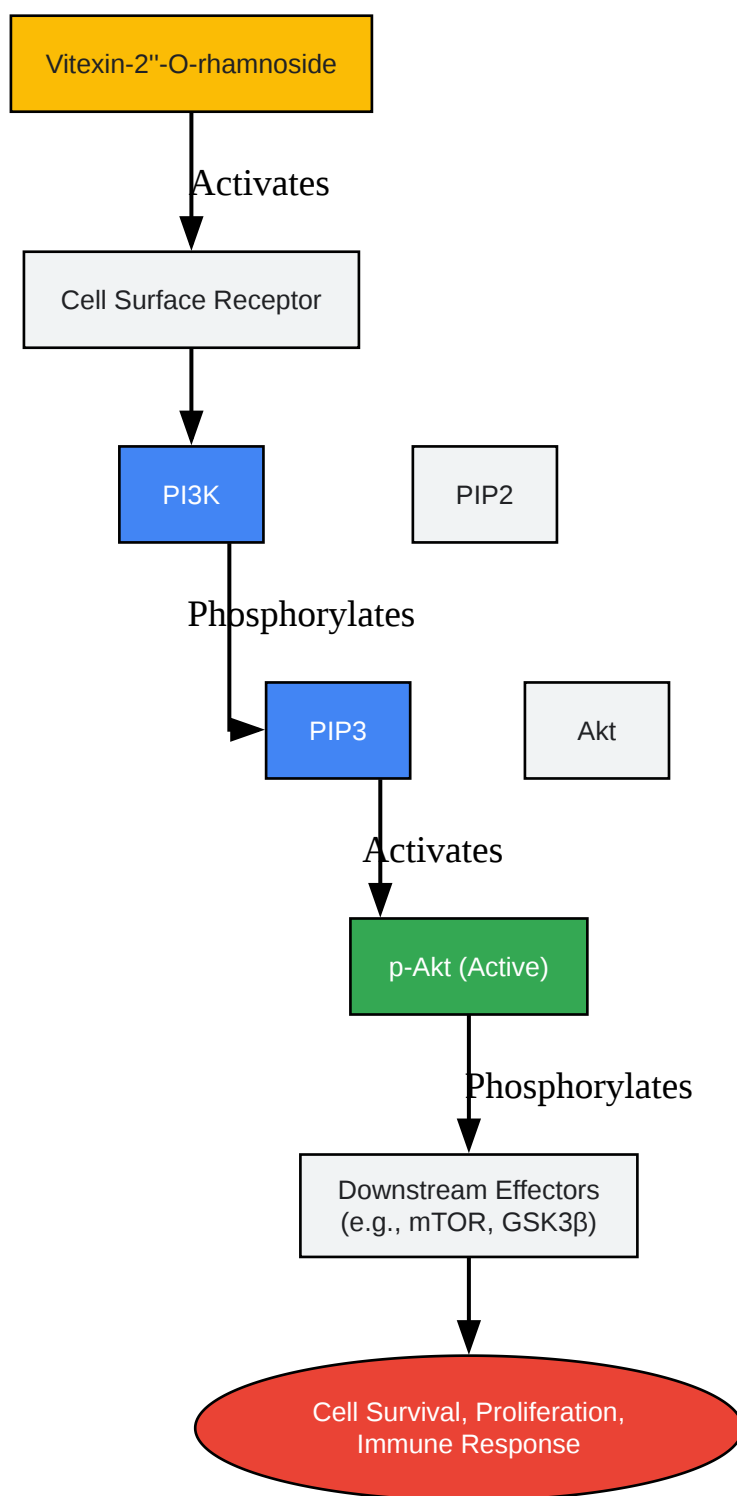 Vitexin-2''-O-rhamnoside
Activates
Cell Surface Receptor
PI3K
PIP2
Phosphorylates
PIP3
Akt
Activates
p-Akt (Active)
Phosphorylates
Downstream Effectors
(e.g., mTOR, GSK3β)
Cell Survival, Proliferation,
Immune Response